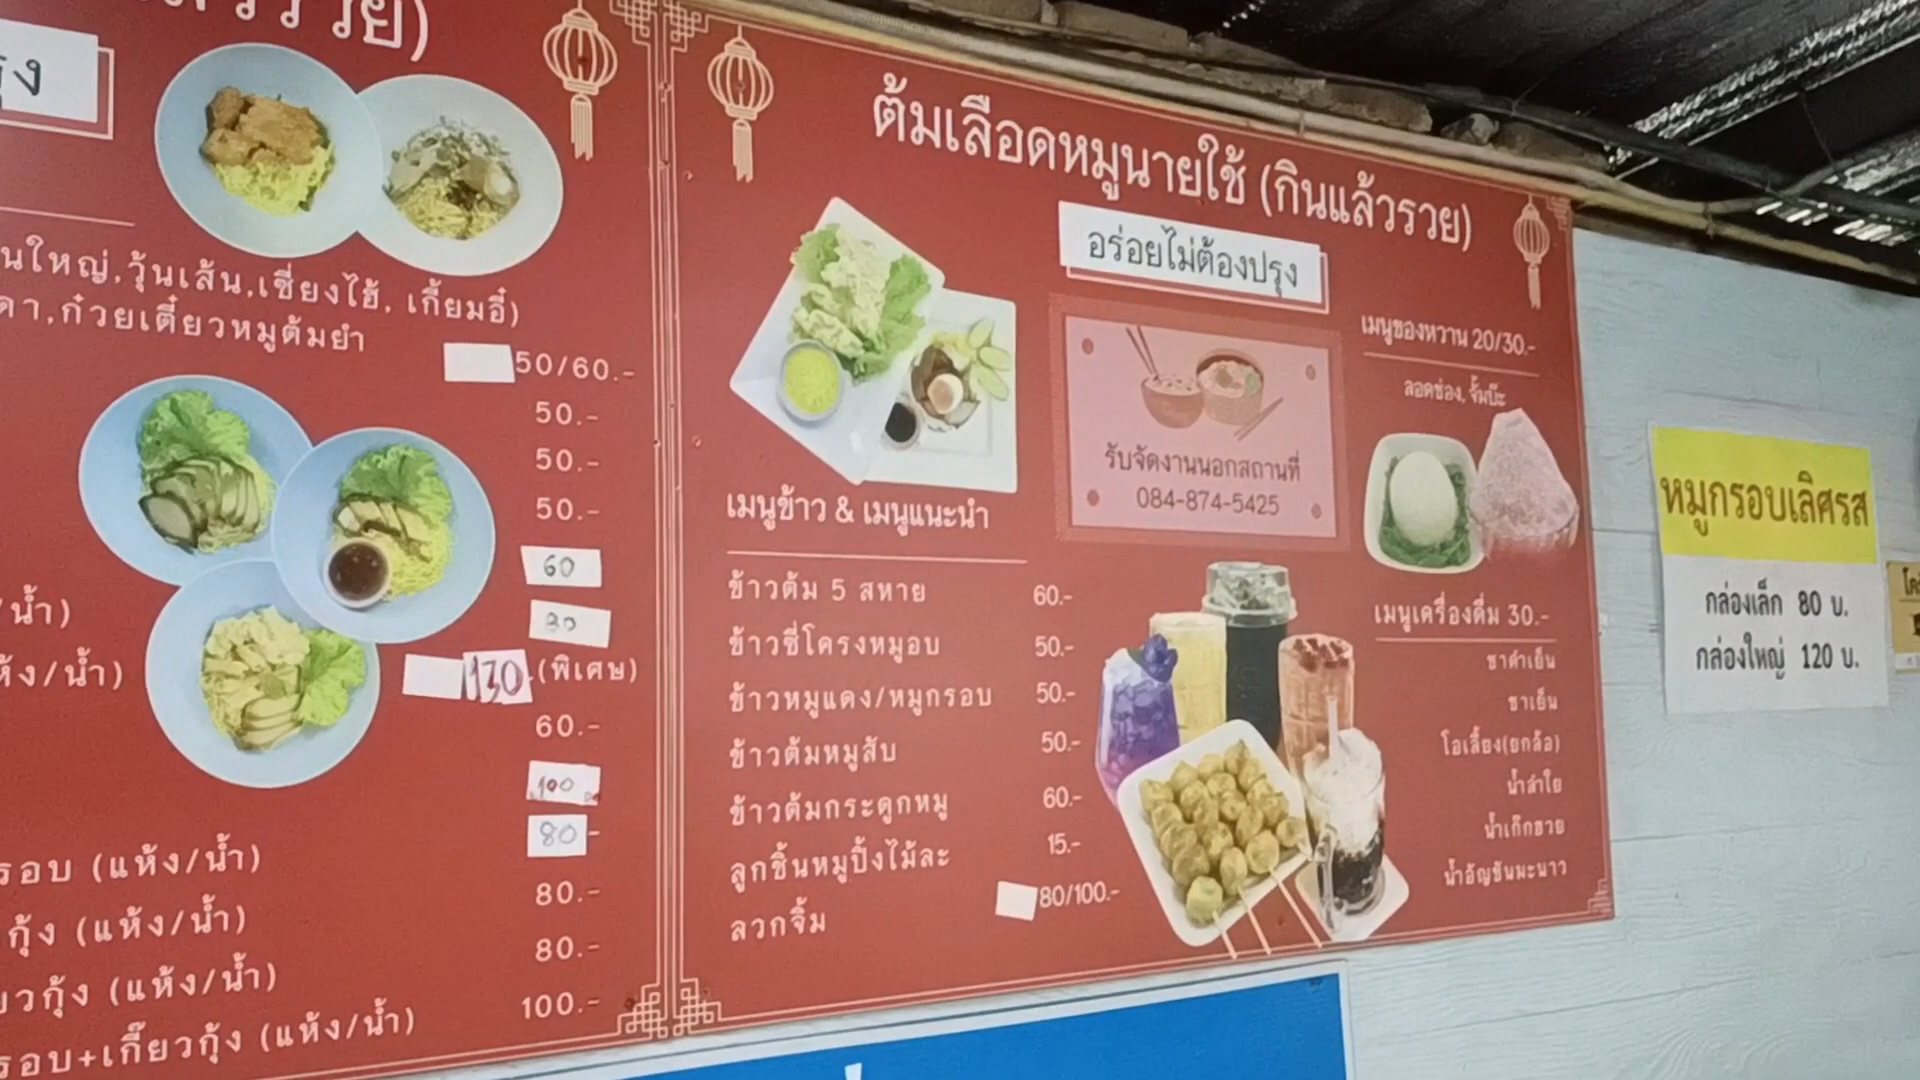 รวย)
นใหญ่,วุ้นเส้น,เซี่ยงไฮ้, เกี้ยมอี๋)
ดา,ก๋วยเตี๋ยวหมูต้มยำ
50/60.-
50.-
50.-
50.-
60
80
130.(พิเศษ)
60.-
100
80-
80.-
80.-
100.-
/น้ำ)
ห้ง/น้ำ)
รอบ (แห้ง/น้ำ)
กุ้ง (แห้ง/น้ำ)
ยวกุ้ง (แห้ง/น้ำ)
รอบ+เกี๊ยวกุ้ง (แห้ง/น้ำ)
ต้มเลือดหมูนายใช้ (กินแล้วรวย)
อร่อยไม่ต้องปรุง
รับจัดงานนอกสถานที่
084-874-5425
เมนูข้าว & เมนูแนะนำ
ข้าวต้ม 5 สหาย 60.-
ข้าวซี่โครงหมูอบ 50.-
ข้าวหมูแดง/หมูกรอบ 50.-
ข้าวต้มหมูสับ 50.-
ข้าวต้มกระดูกหมู 60.-
ลูกชิ้นหมูปิ้งไม้ละ 15.-
ลวกจิ้ม 80/100.-
เมนูของหวาน 20/30.-
ลอดช่อง, จั้มบ๊ะ
เมนูเครื่องดื่ม 30.-
ชาดำเย็น
ชาเย็น
โอเลี้ยง(ยกล้อ)
น้ำลำใย
น้ำเก๊กฮวย
น้ำอัญชันมะนาว
หมูกรอบเลิศรส
กล่องเล็ก 80 บ.
กล่องใหญ่ 120 บ.